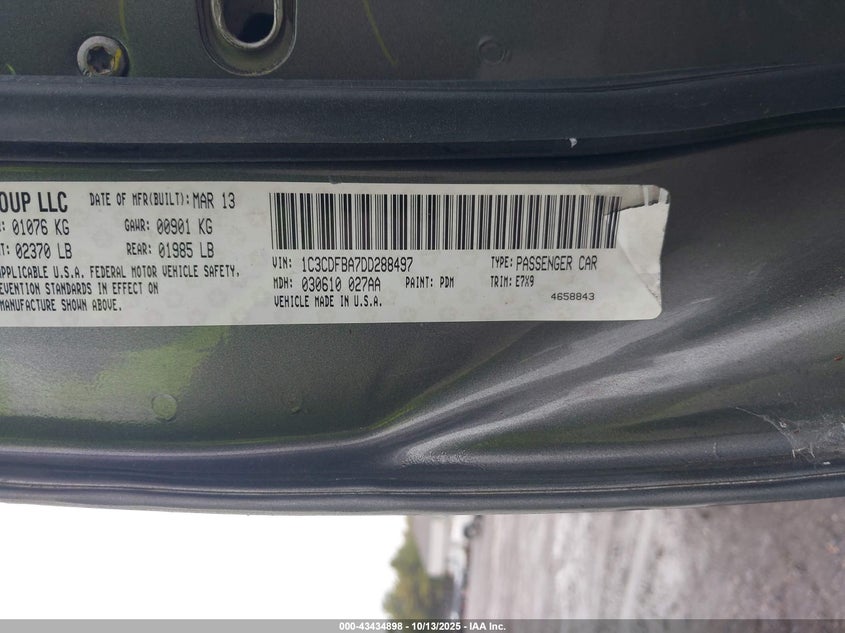 OUP LLC DATE OF MFR(BUILT): MAR 13
01076 KG GAWR: 00901 KG
02370 LB REAR: 01985 LB
APPLICABLE U.S.A. FEDERAL MOTOR VEHICLE SAFETY,
EVENTION STANDARDS IN EFFECT ON
MANUFACTURE SHOWN ABOVE.
VIN: 1C3CDFBA7DD288497 TYPE: PASSENGER CAR
MDH: 030610 027AA PAINT: PDM TRIM: E7X9
VEHICLE MADE IN U.S.A. 4658843
000-43434898 - 10/13/2025 - IAA Inc.